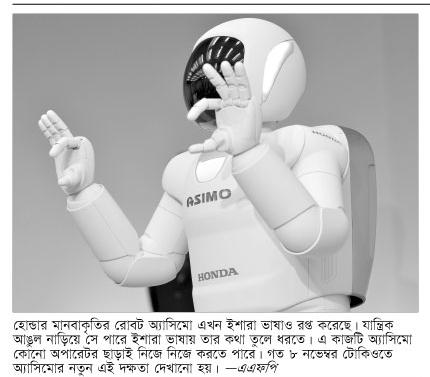 HONDA
ASIMO
HONDA
হোন্ডার মানবাকৃতির রোবট অ্যাসিমো এখন ইশারা ভাষাও রপ্ত করেছে। যান্ত্রিক
আঙুল নাড়িয়ে সে পারে ইশারা ভাষায় তার কথা তুলে ধরতে। এ কাজটি অ্যাসিমো
কোনো অপারেটর ছাড়াই নিজে নিজে করতে পারে। গত ৮ নভেম্বর টোকিওতে
অ্যাসিমোর নতুন এই দক্ষতা দেখানো হয়। —এএফপি